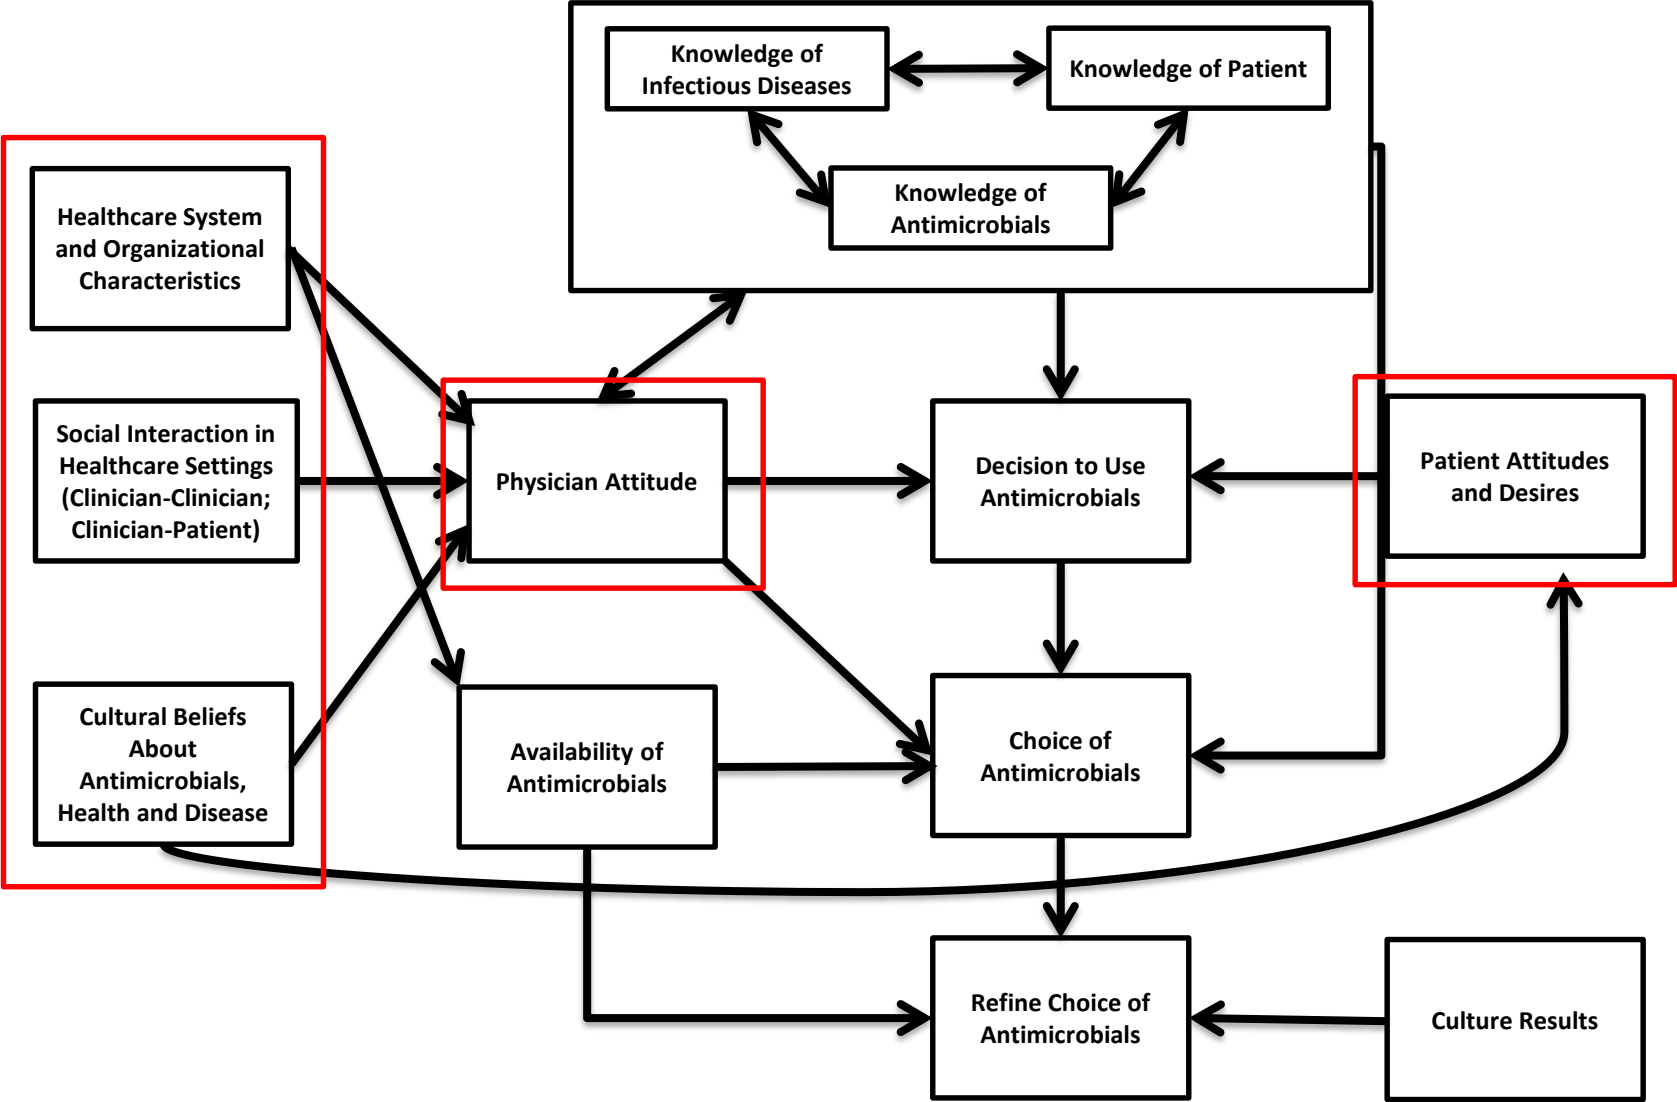 Knowledge of
Infectious Diseases
Knowledge of Patient
Knowledge of
Antimicrobials
Healthcare System
and Organizational
Characteristics
Social Interaction in
Healthcare Settings
(Clinician-Clinician;
Clinician-Patient)
Physician Attitude
Decision to Use
Antimicrobials
Patient Attitudes
and Desires
Cultural Beliefs
About
Antimicrobials,
Health and Disease
Availability of
Antimicrobials
Choice of
Antimicrobials
Refine Choice of
Antimicrobials
Culture Results